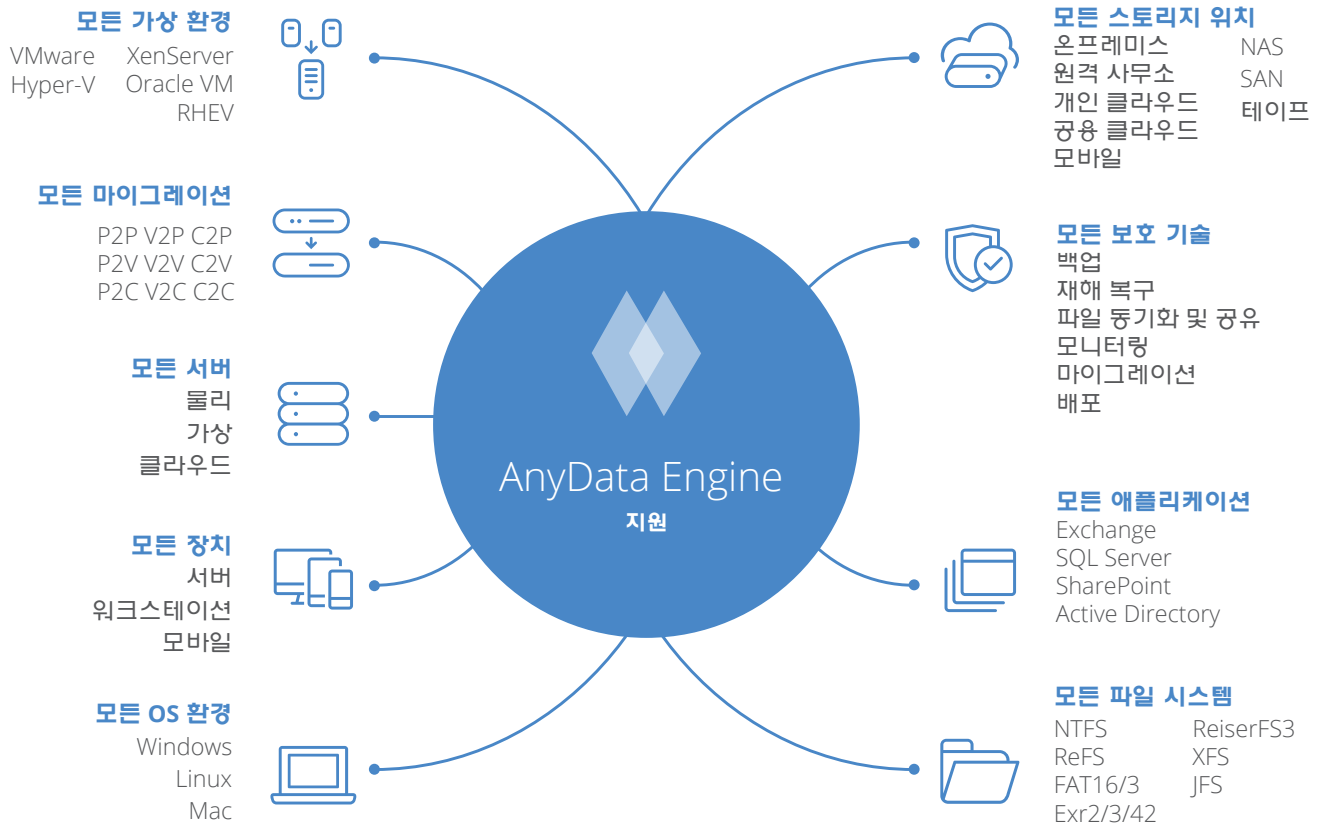 모든 가상 환경
VMware XenServer
Hyper-V Oracle VM
RHEV
모든 마이그레이션
P2P V2P C2P
P2V V2V C2V
P2C V2C C2C
모든 서버
물리
가상
클라우드
모든 장치
서버
워크스테이션
모바일
모든 OS 환경
Windows
Linux
Mac
AnyData Engine
지원
모든 스토리지 위치
온프레미스 NAS
원격 사무소 SAN
개인 클라우드 테이프
공용 클라우드
모바일
모든 보호 기술
백업
재해 복구
파일 동기화 및 공유
모니터링
마이그레이션
배포
모든 애플리케이션
Exchange
SQL Server
SharePoint
Active Directory
모든 파일 시스템
NTFS ReiserFS3
ReFS XFS
FAT16/3 JFS
Exr2/3/42